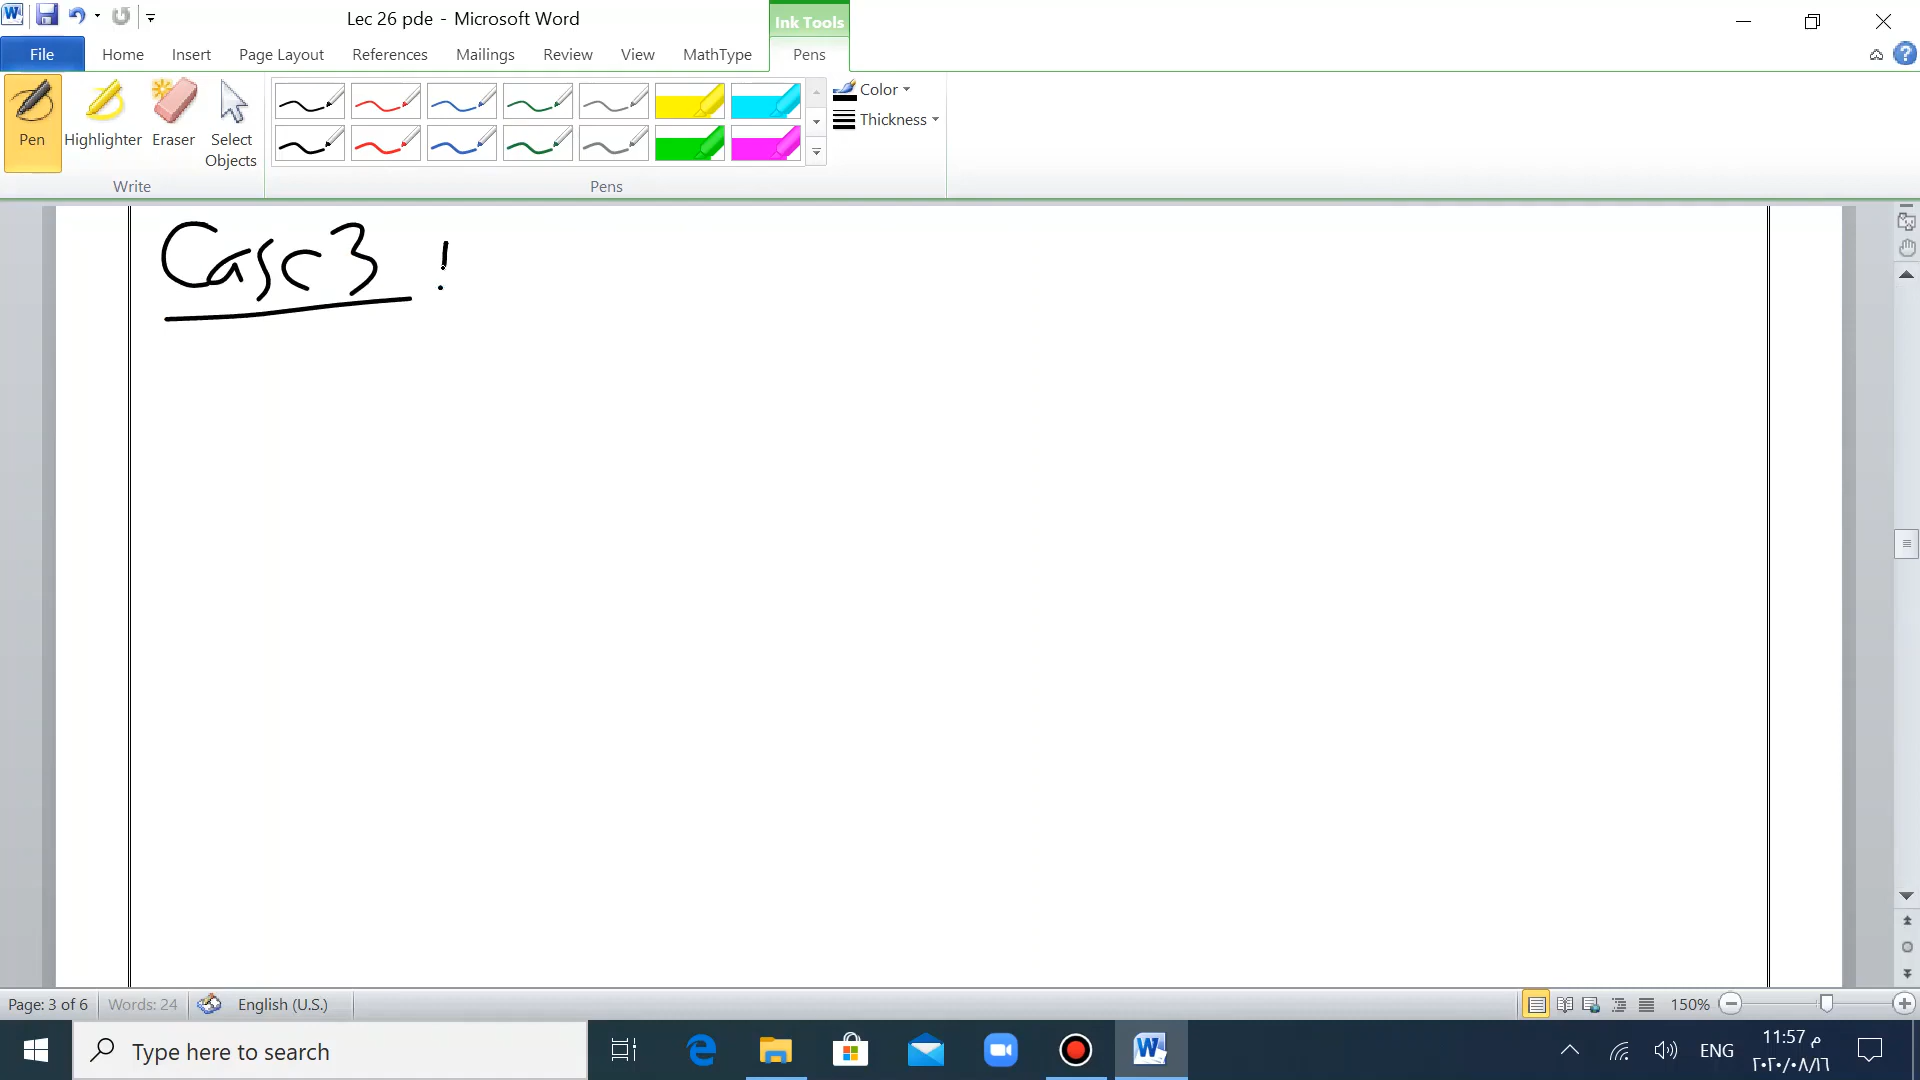 Lec 26 pde - Microsoft Word
Ink Tools
File Home Insert Page Layout References Mailings Review View MathType Pens
Pen Highlighter Eraser Select Objects
Color
Thickness
Write Pens
Case 3 :
Page: 3 of 6 Words: 24 English (U.S.) 150%
Type here to search
ENG
11:57 م
٢٠٢٠/٠٨/١٦